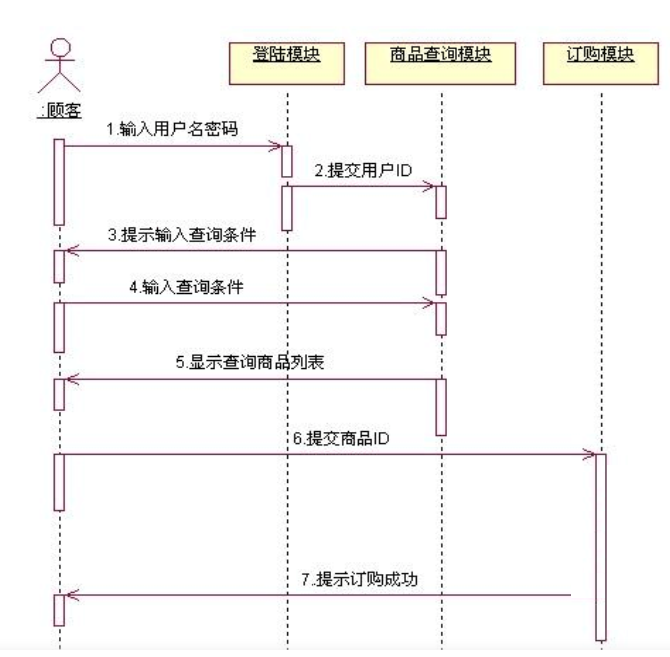 登陆模块
商品查询模块
订购模块
:顾客
1.输入用户名密码
2.提交用户ID
3.提示输入查询条件
4.输入查询条件
5.显示查询商品列表
6.提交商品ID
7.提示订购成功